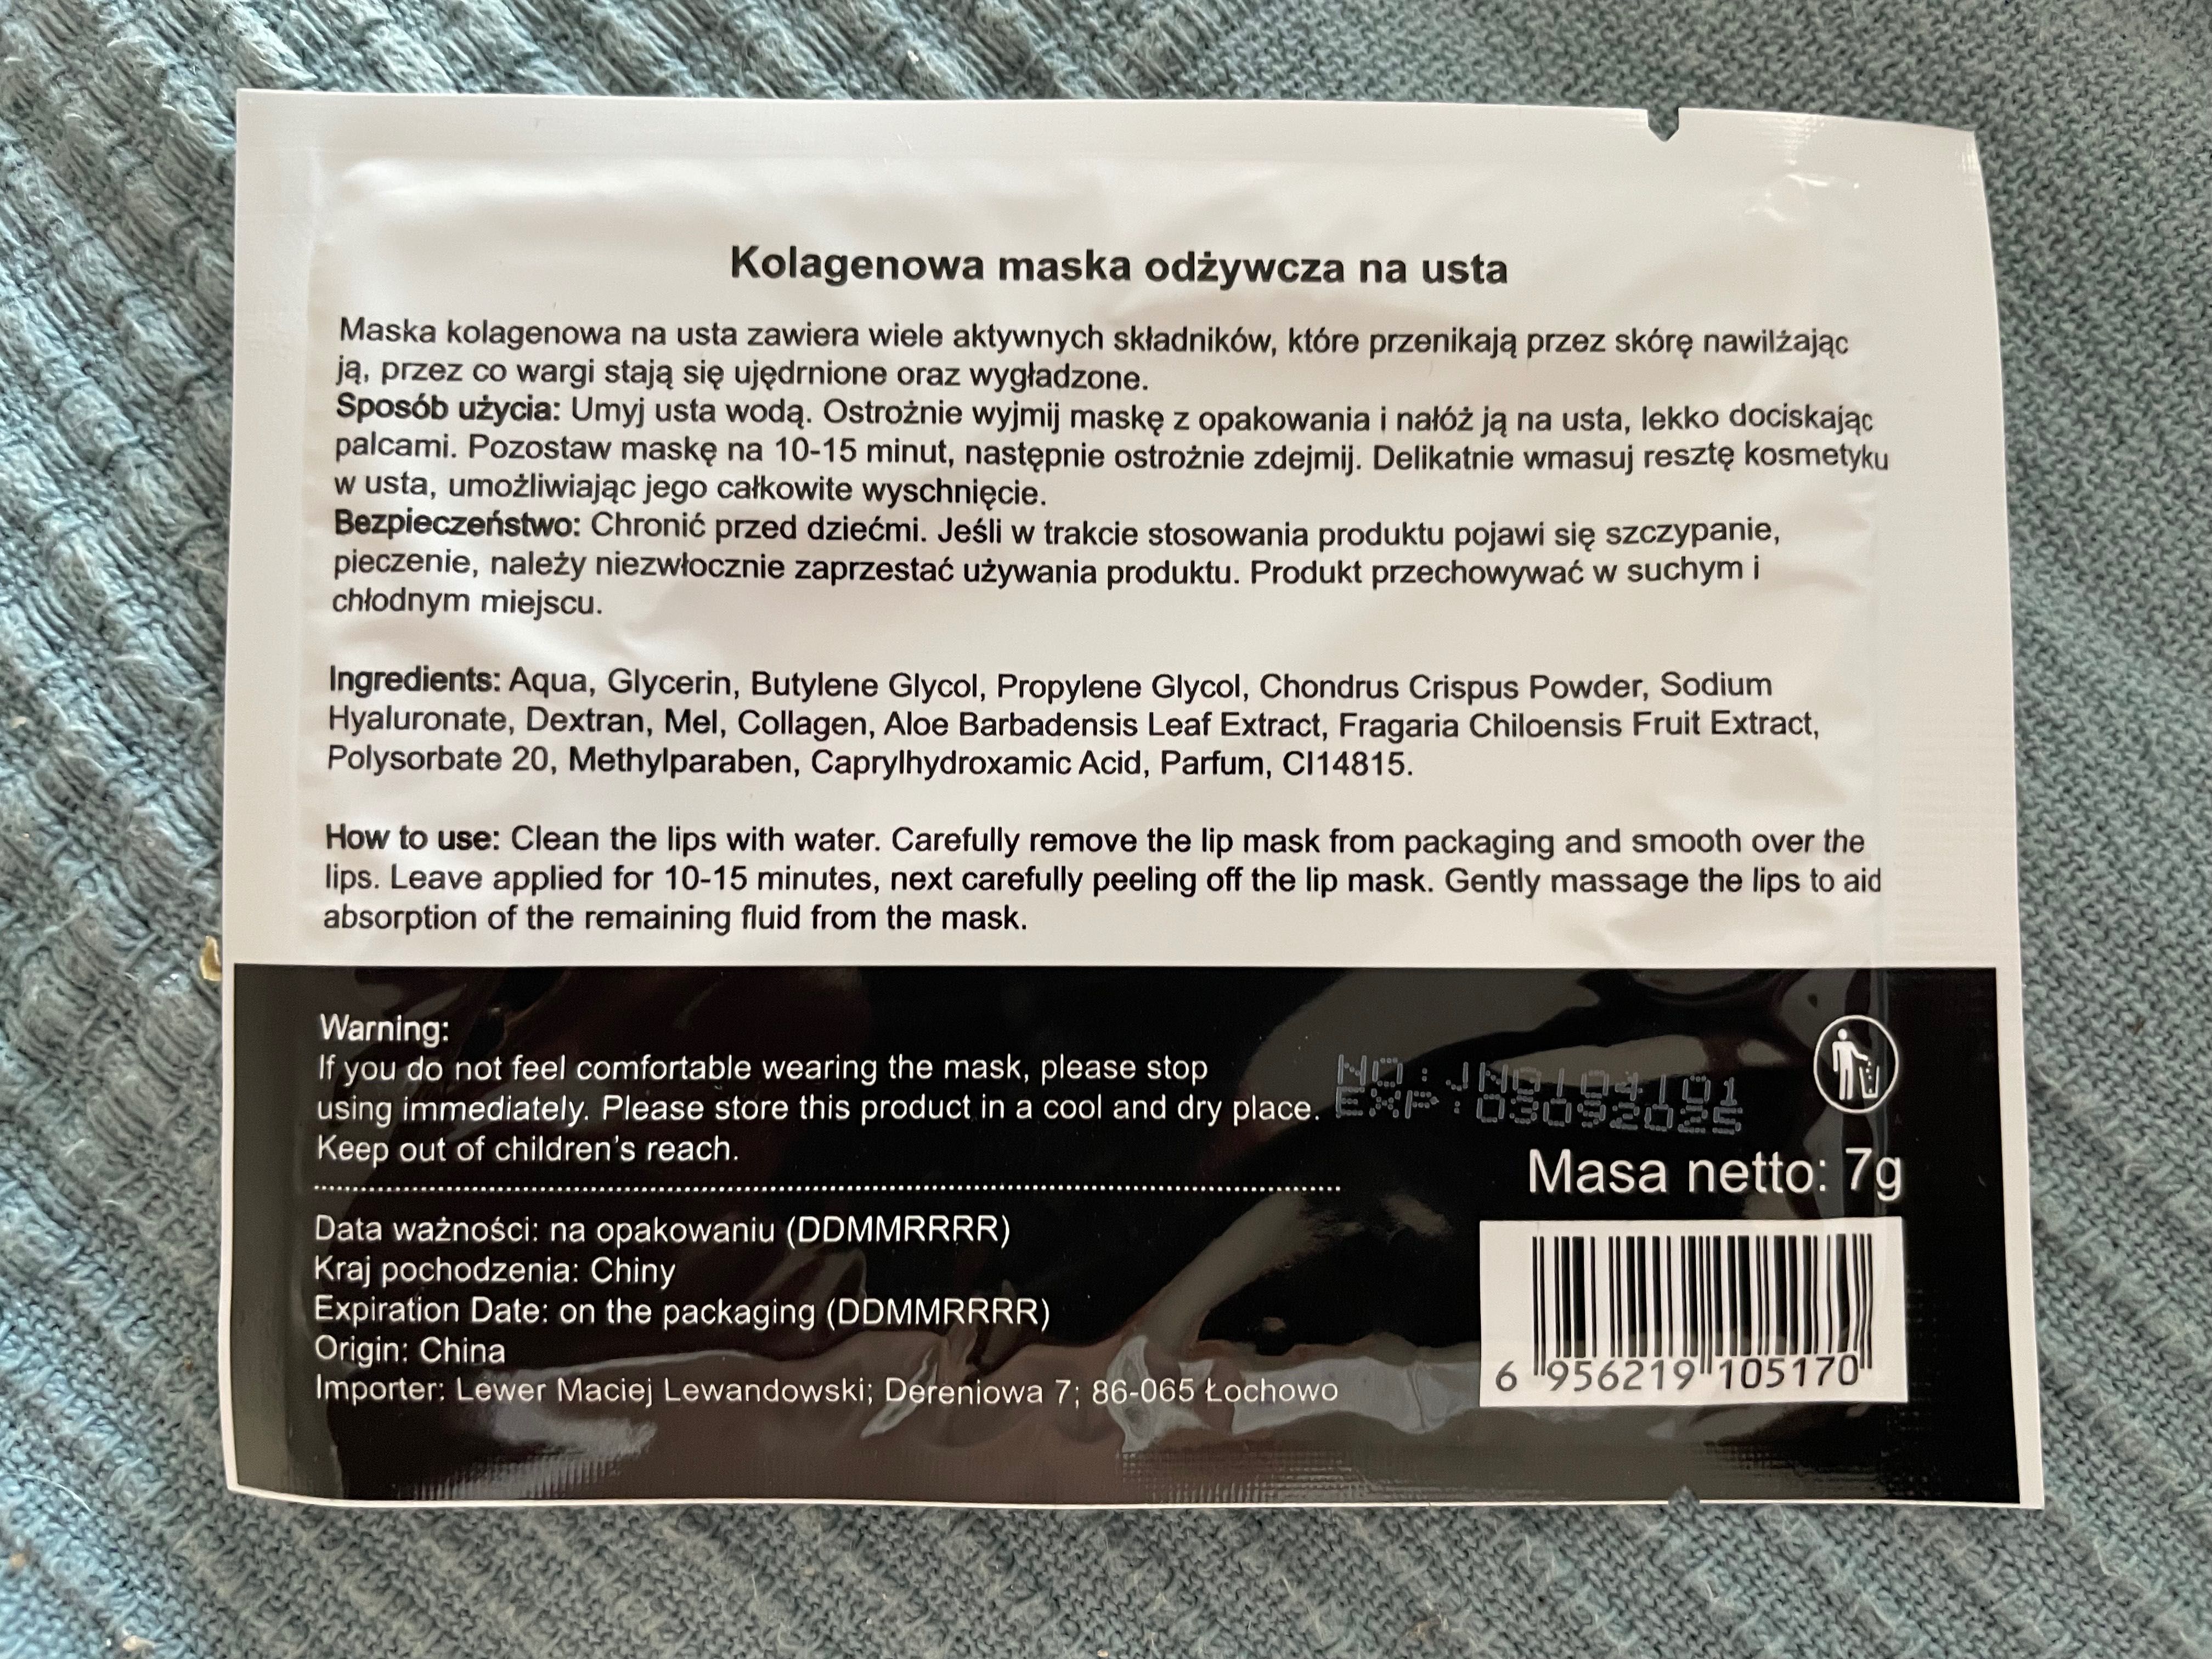 Kolagenowa maska odżywcza na usta
Maska kolagenowa na usta zawiera wiele aktywnych składników, które przenikają przez skórę nawilżając
ją, przez co wargi stają się ujędrnione oraz wygładzone.
Sposób użycia: Umyj usta wodą. Ostrożnie wyjmij maskę z opakowania i nałóż ją na usta, lekko dociskając
palcami. Pozostaw maskę na 10-15 minut, następnie ostrożnie zdejmij. Delikatnie wmasuj resztę kosmetyku
w usta, umożliwiając jego całkowite wyschnięcie.
Bezpieczeństwo: Chronić przed dziećmi. Jeśli w trakcie stosowania produktu pojawi się szczypanie,
pieczenie, należy niezwłocznie zaprzestać używania produktu. Produkt przechowywać w suchym i
chłodnym miejscu.
Ingredients: Aqua, Glycerin, Butylene Glycol, Propylene Glycol, Chondrus Crispus Powder, Sodium
Hyaluronate, Dextran, Mel, Collagen, Aloe Barbadensis Leaf Extract, Fragaria Chiloensis Fruit Extract,
Polysorbate 20, Methylparaben, Caprylhydroxamic Acid, Parfum, CI14815.
How to use: Clean the lips with water. Carefully remove the lip mask from packaging and smooth over the
lips. Leave applied for 10-15 minutes, next carefully peeling off the lip mask. Gently massage the lips to aid
absorption of the remaining fluid from the mask.
Warning:
If you do not feel comfortable wearing the mask, please stop
using immediately. Please store this product in a cool and dry place.
Keep out of children's reach.
EXP:03092025
Masa netto: 7g
Data ważności: na opakowaniu (DDMMRRRR)
Kraj pochodzenia: Chiny
Expiration Date: on the packaging (DDMMRRRR)
Origin: China
Importer: Lewer Maciej Lewandowski; Dereniowa 7; 86-065 Łochowo
6 956219 105170